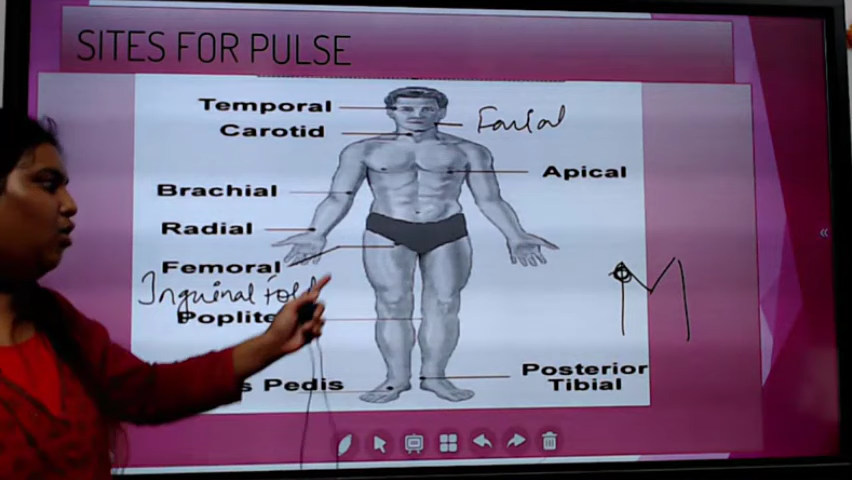 SITES FOR PULSE
Temporal
Facial
Carotid
Apical
Brachial
Radial
Femoral
Inguinal Fold
Poplite
Posterior
Tibial
s Pedis
M
«